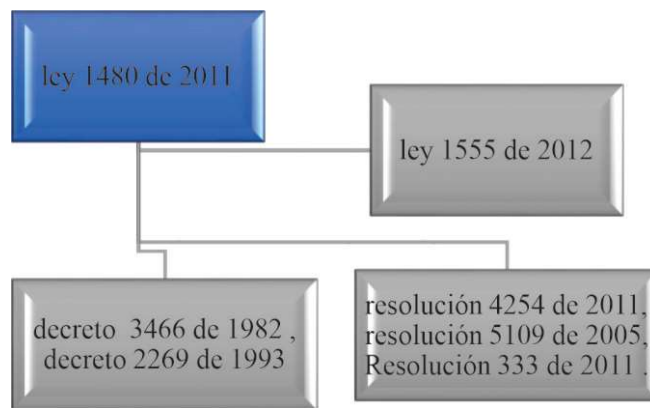 ley 1480 de 2011
ley 1555 de 2012
decreto 3466 de 1982 ,
decreto 2269 de 1993
resolución 4254 de 2011,
resolución 5109 de 2005,
Resolución 333 de 2011 .